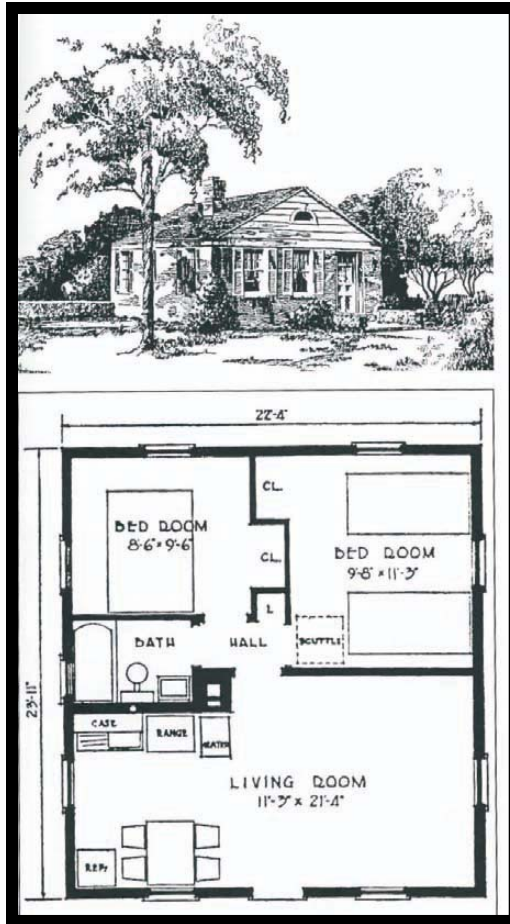 22'-4"
CL.
BED ROOM
8'-6" × 9'-6"
CL.
BED ROOM
9'-8" × 11'-3"
L
BATH
HALL
SCUTTLE
23'-11"
CASE
RANGE
HEATER
LIVING ROOM
11'-3" × 21'-4"
REFr